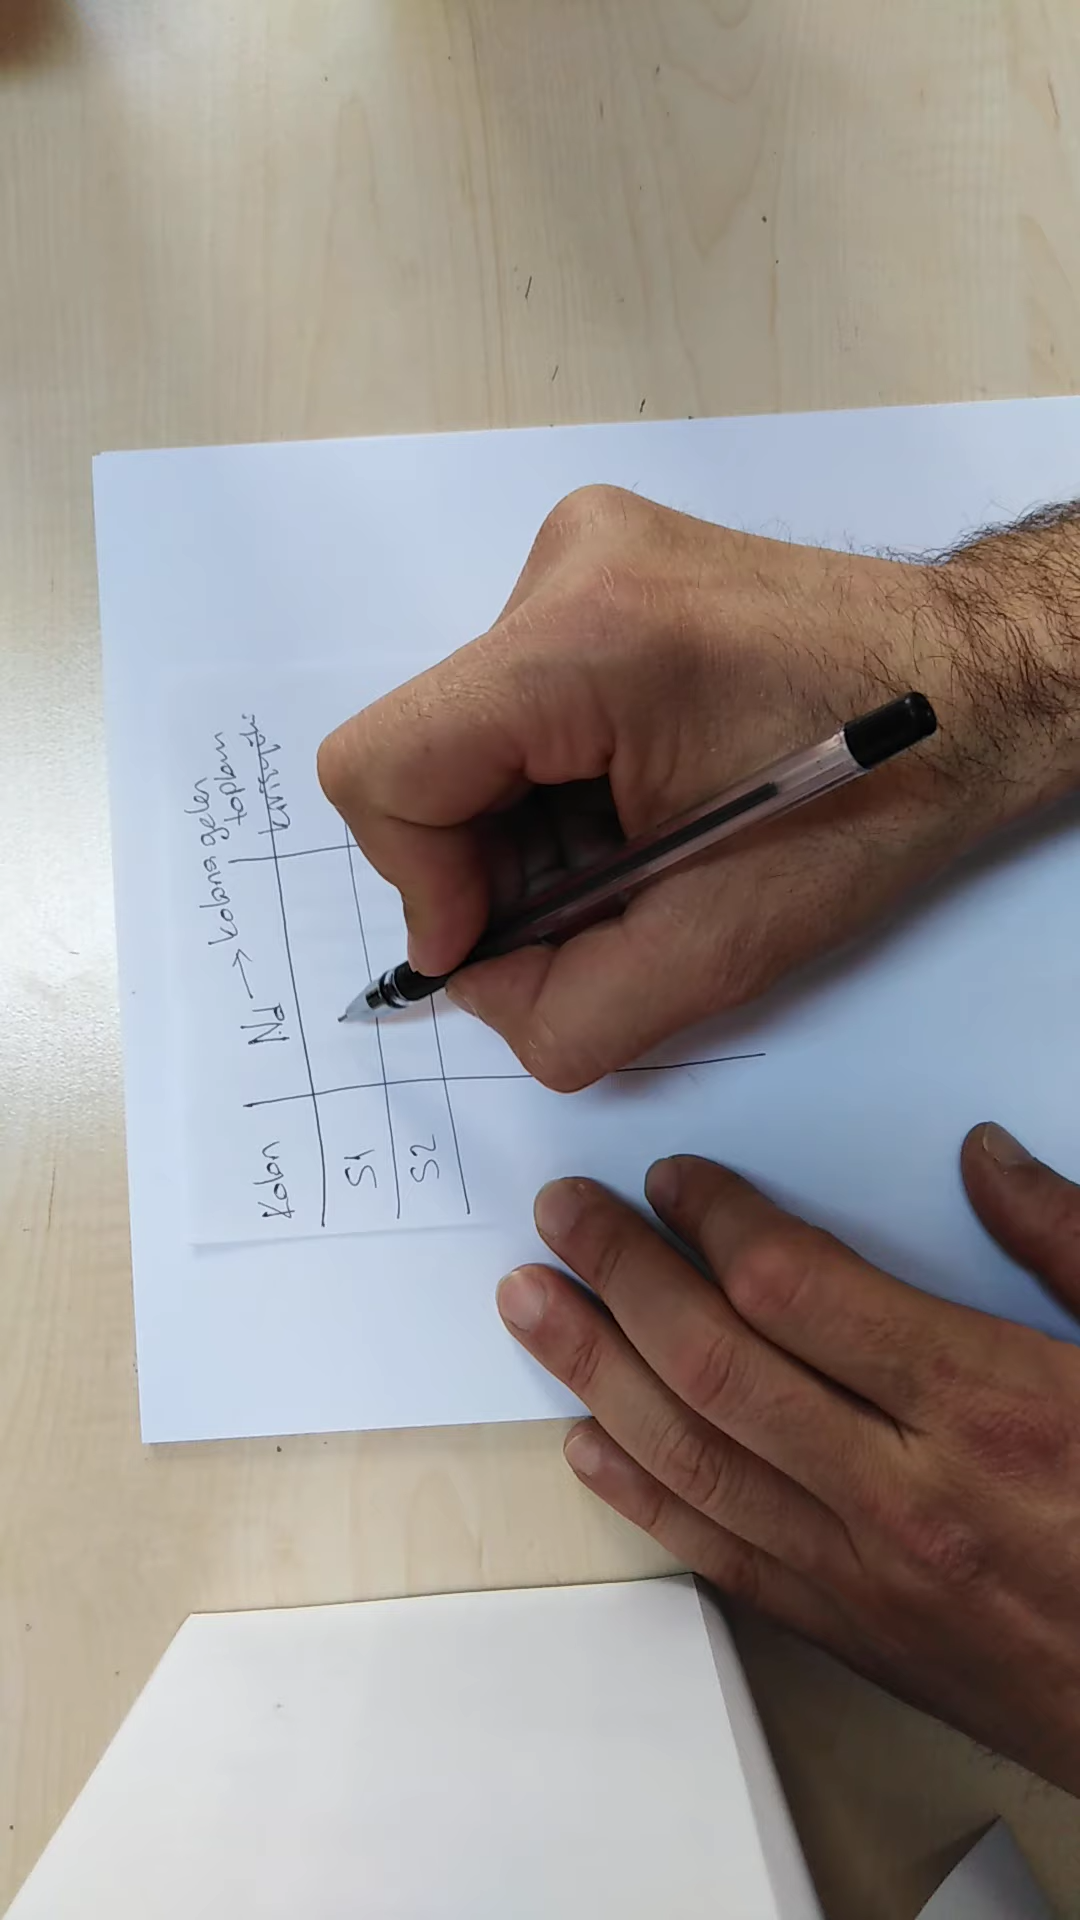 Kolon Nd → kolona gelen
toplam
S1
S2